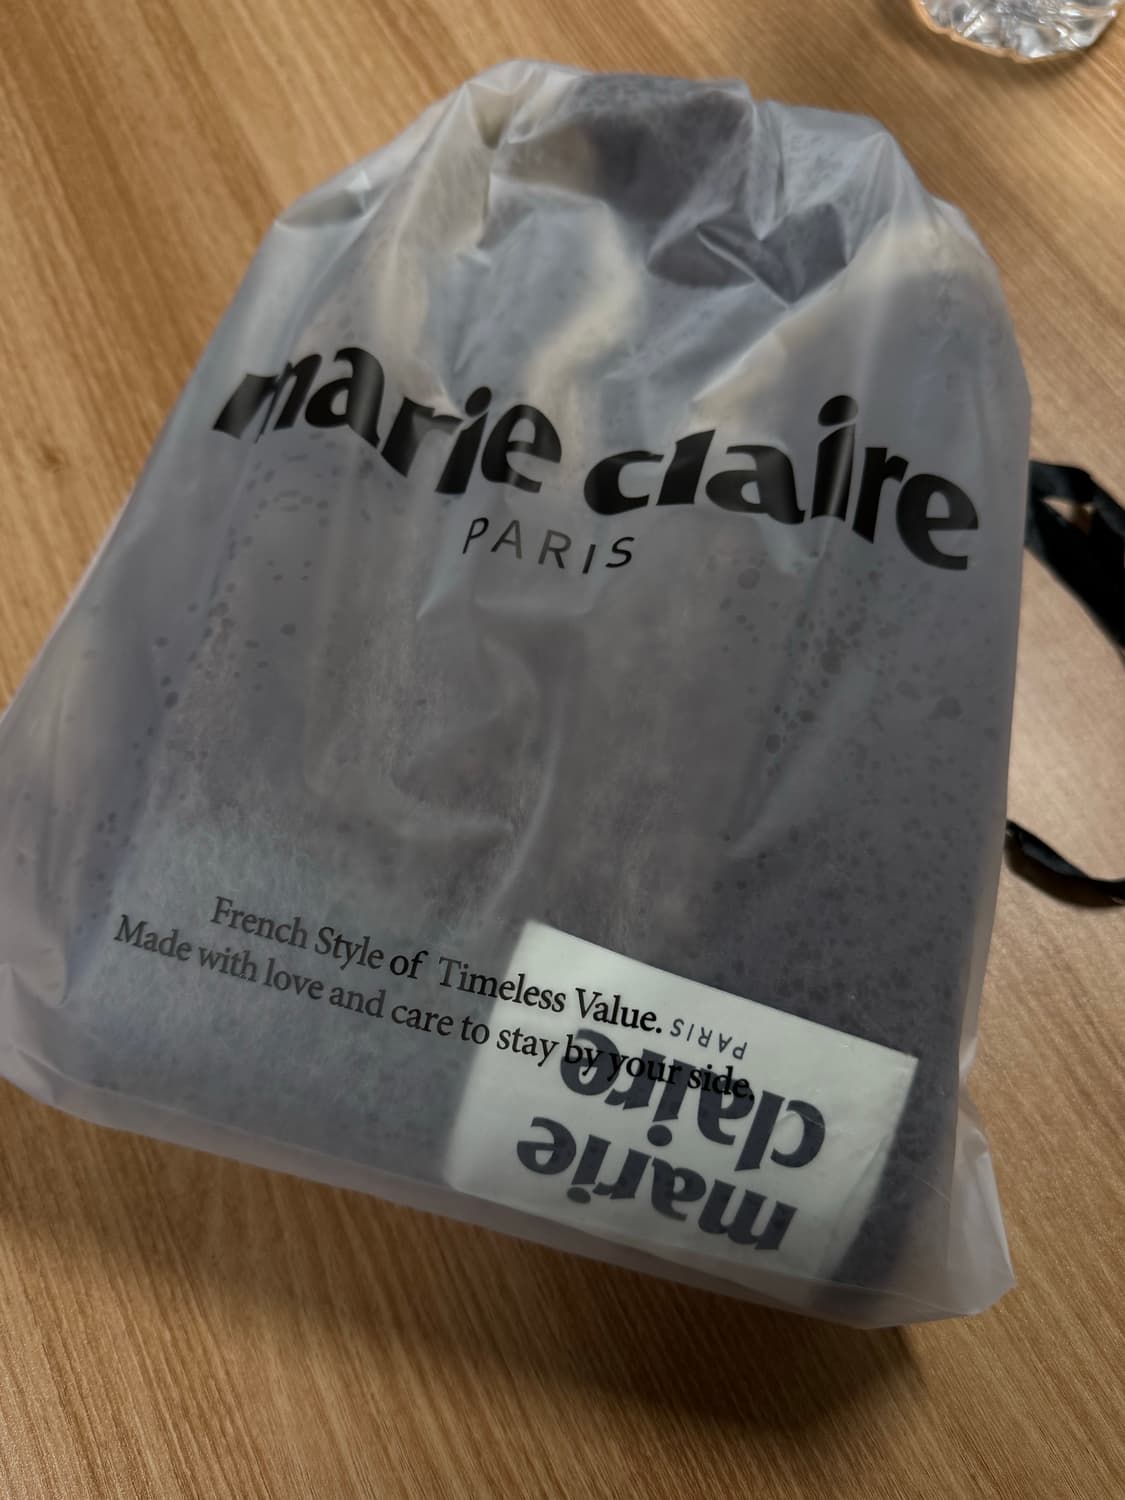 marie claire
PARIS
French Style of Timeless Value.
Made with love and care to stay by your side.
marie
claire
PARIS